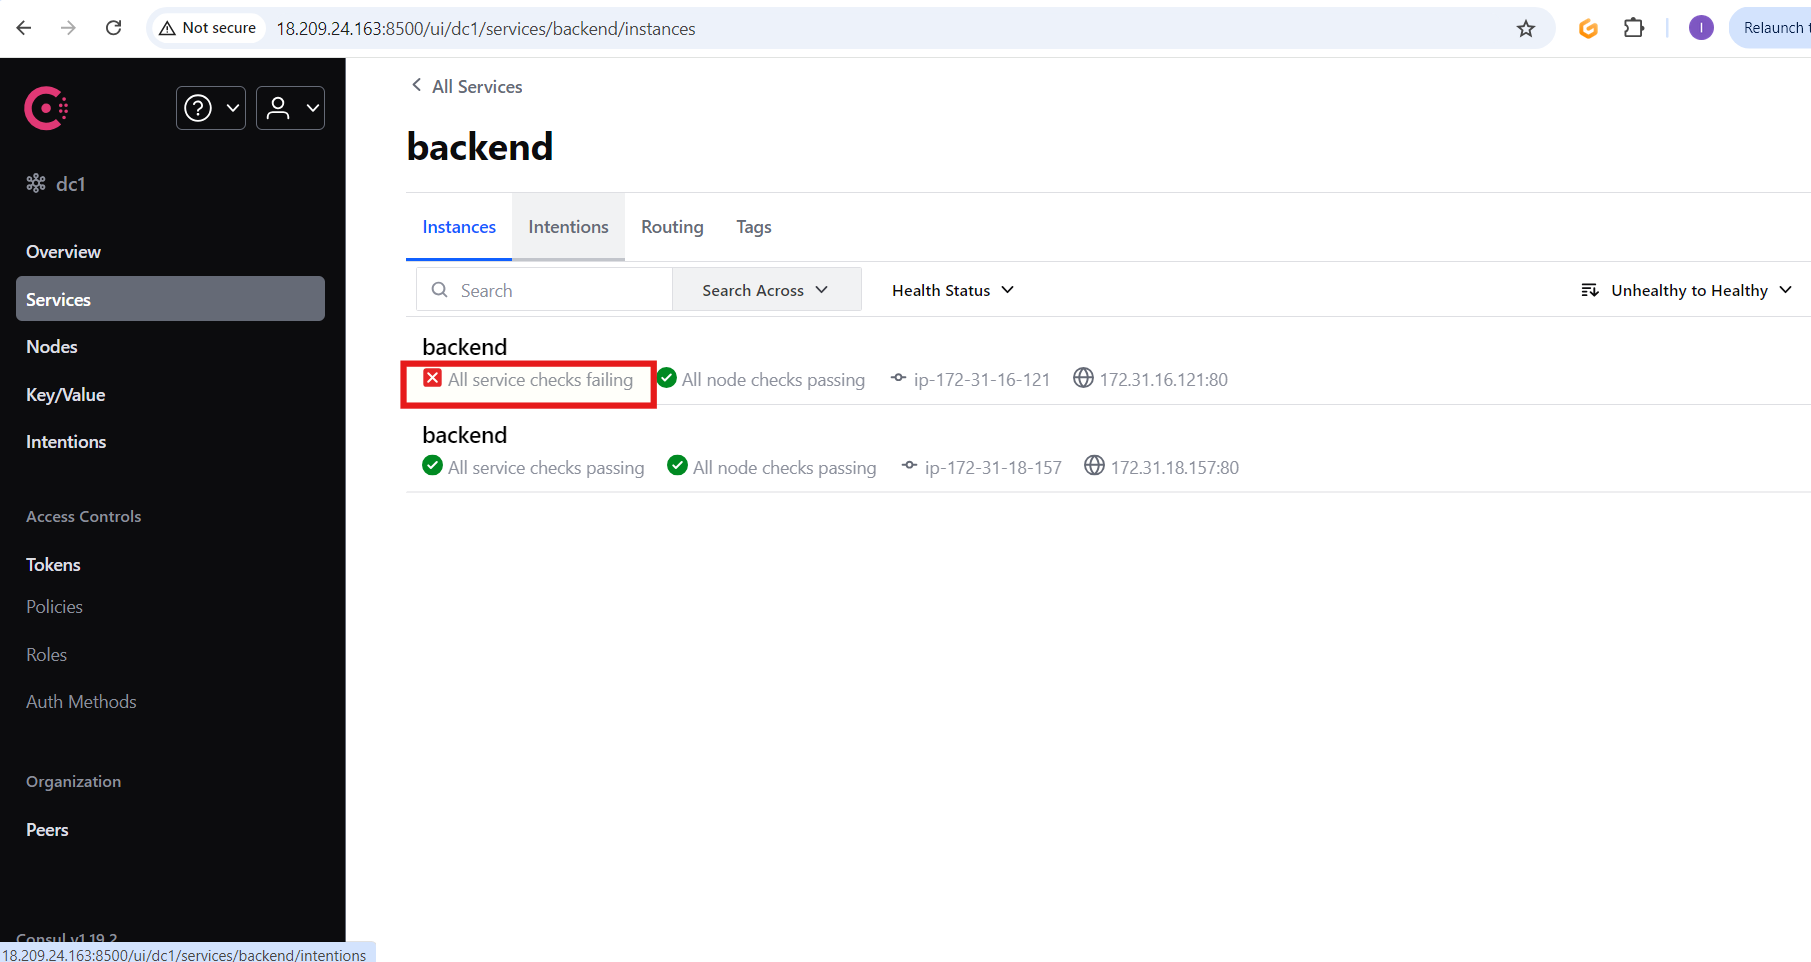 Not secure 18.209.24.163:8500/ui/dc1/services/backend/instances I Relaunch
dc1
Overview
Services
Nodes
Key/Value
Intentions
Access Controls
Tokens
Policies
Roles
Auth Methods
Organization
Peers
Consul v1.19.2
18.209.24.163:8500/ui/dc1/services/backend/intentions
All Services
backend
Instances Intentions Routing Tags
Search Search Across Health Status Unhealthy to Healthy
backend
All service checks failing All node checks passing ip-172-31-16-121 172.31.16.121:80
backend
All service checks passing All node checks passing ip-172-31-18-157 172.31.18.157:80